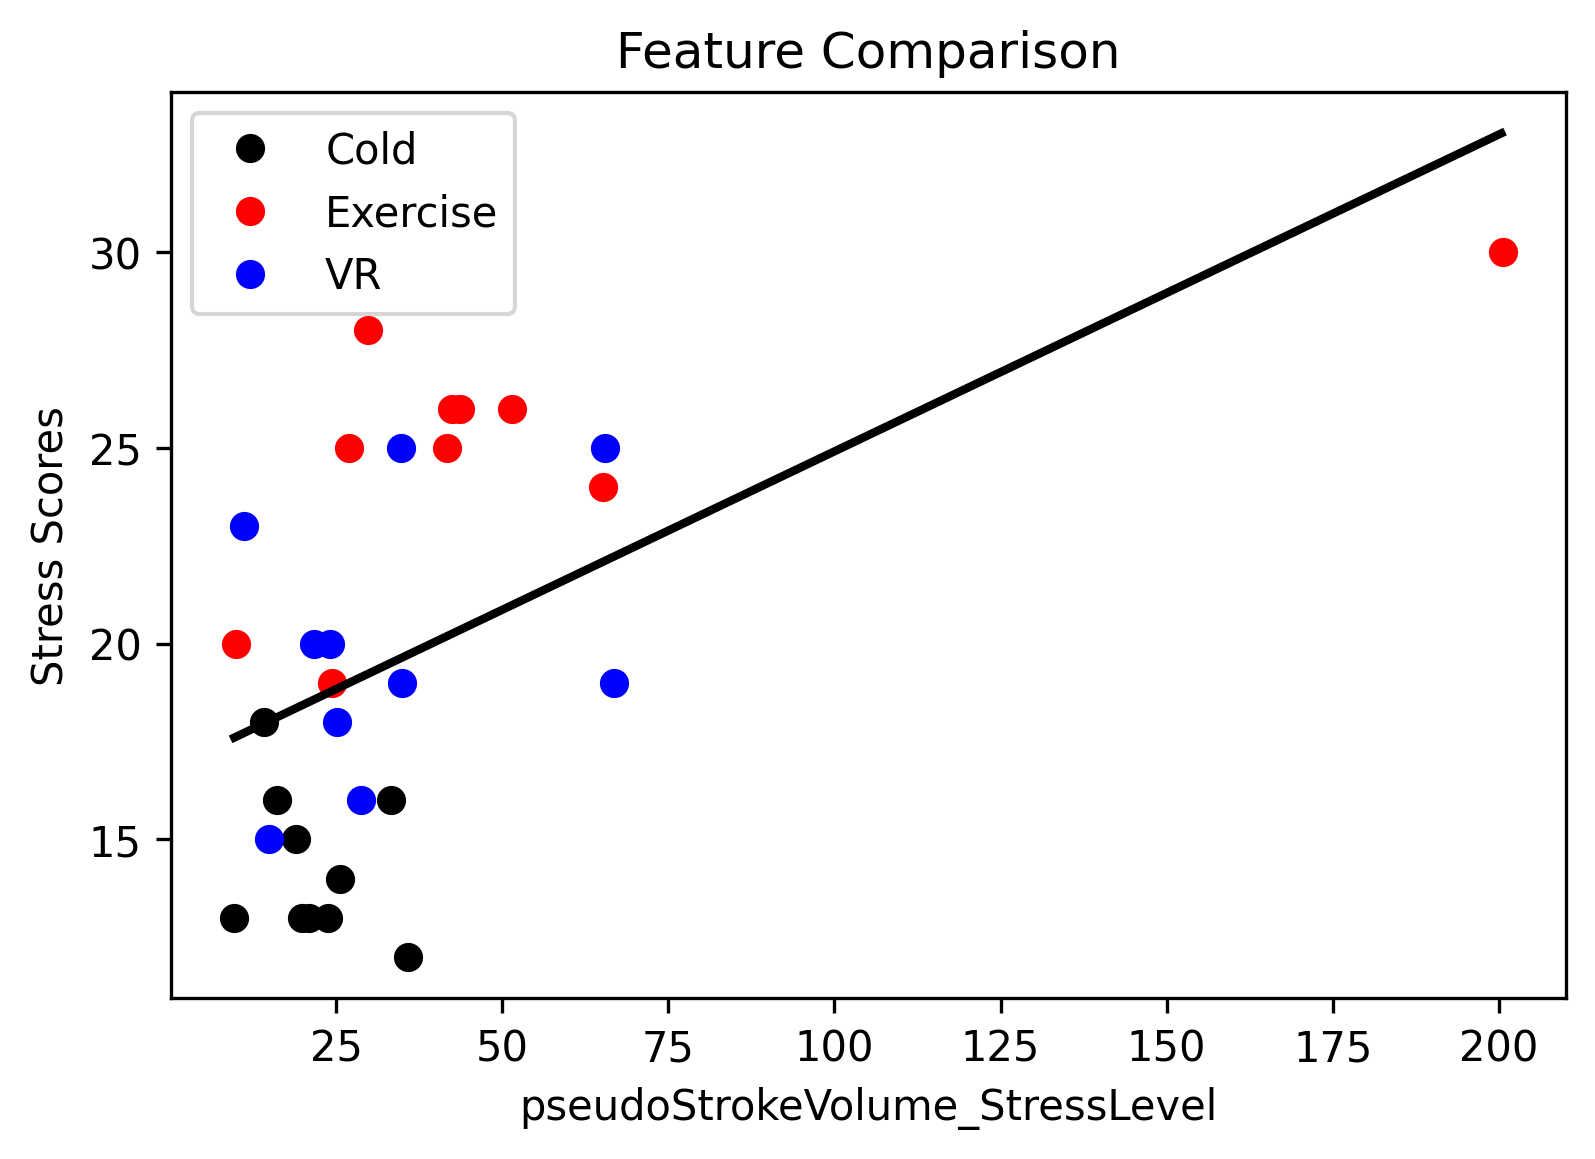 Feature Comparison
Cold
Exercise
VR
30
25
20
15
Stress Scores
25 50 75 100 125 150 175 200
pseudoStrokeVolume_StressLevel